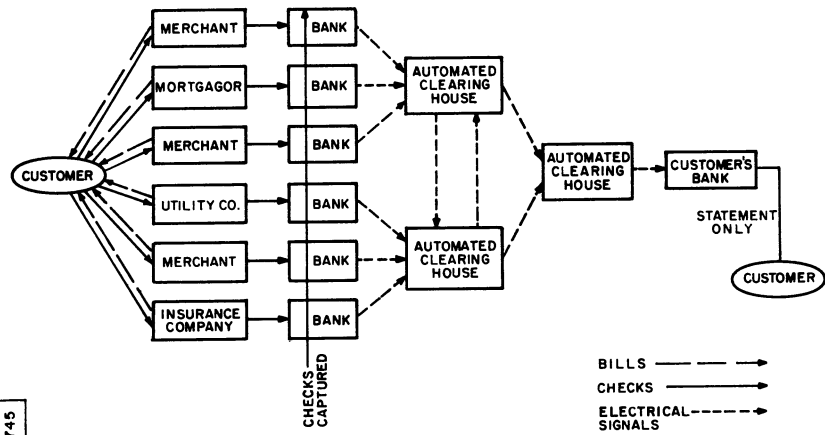 MERCHANT
BANK
MORTGAGOR
BANK
AUTOMATED
CLEARING
HOUSE
MERCHANT
BANK
CUSTOMER
AUTOMATED
CLEARING
HOUSE
CUSTOMER'S
BANK
UTILITY CO.
BANK
STATEMENT
ONLY
MERCHANT
BANK
AUTOMATED
CLEARING
HOUSE
CUSTOMER
INSURANCE
COMPANY
BANK
CHECKS
CAPTURED
BILLS
CHECKS
ELECTRICAL
SIGNALS
745